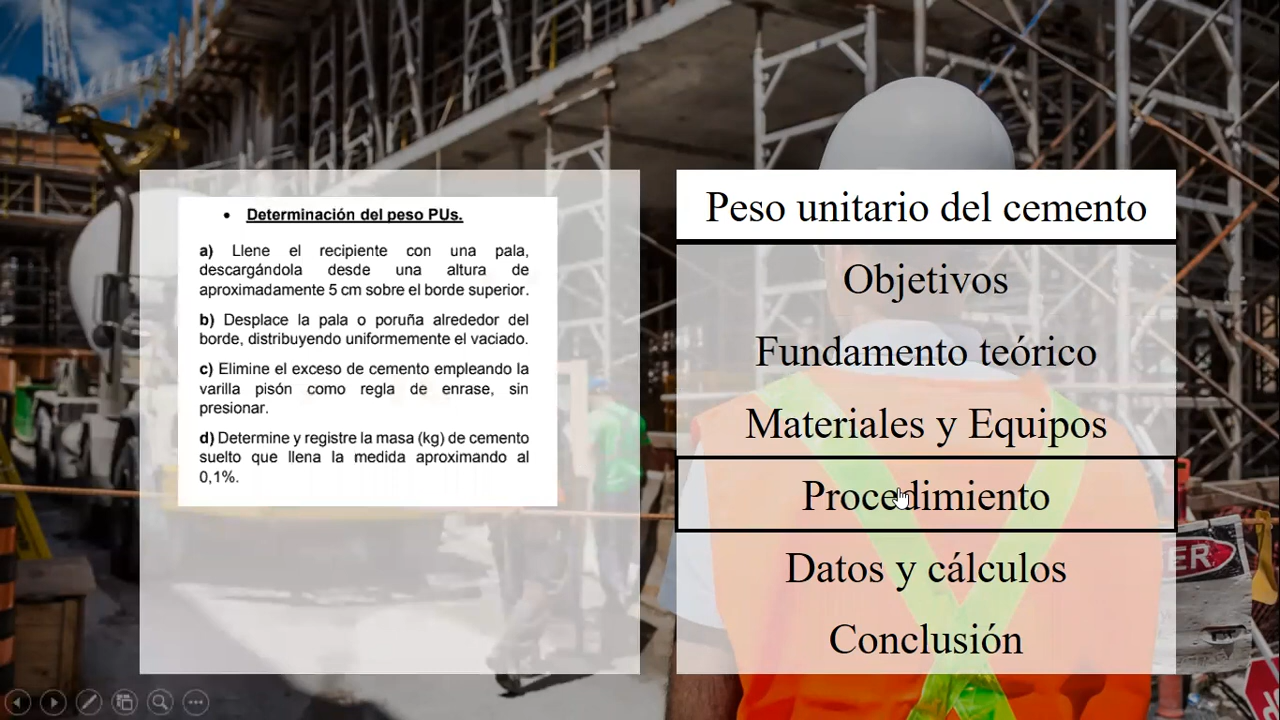 • Determinación del peso PUs.
a) Llene el recipiente con una pala,
descargándola desde una altura de
aproximadamente 5 cm sobre el borde superior.
b) Desplace la pala o poruña alrededor del
borde, distribuyendo uniformemente el vaciado.
c) Elimine el exceso de cemento empleando la
varilla pisón como regla de enrase, sin
presionar.
d) Determine y registre la masa (kg) de cemento
suelto que llena la medida aproximando al
0,1%.
Peso unitario del cemento
Objetivos
Fundamento teórico
Materiales y Equipos
Procedimiento
Datos y cálculos
Conclusión
ER